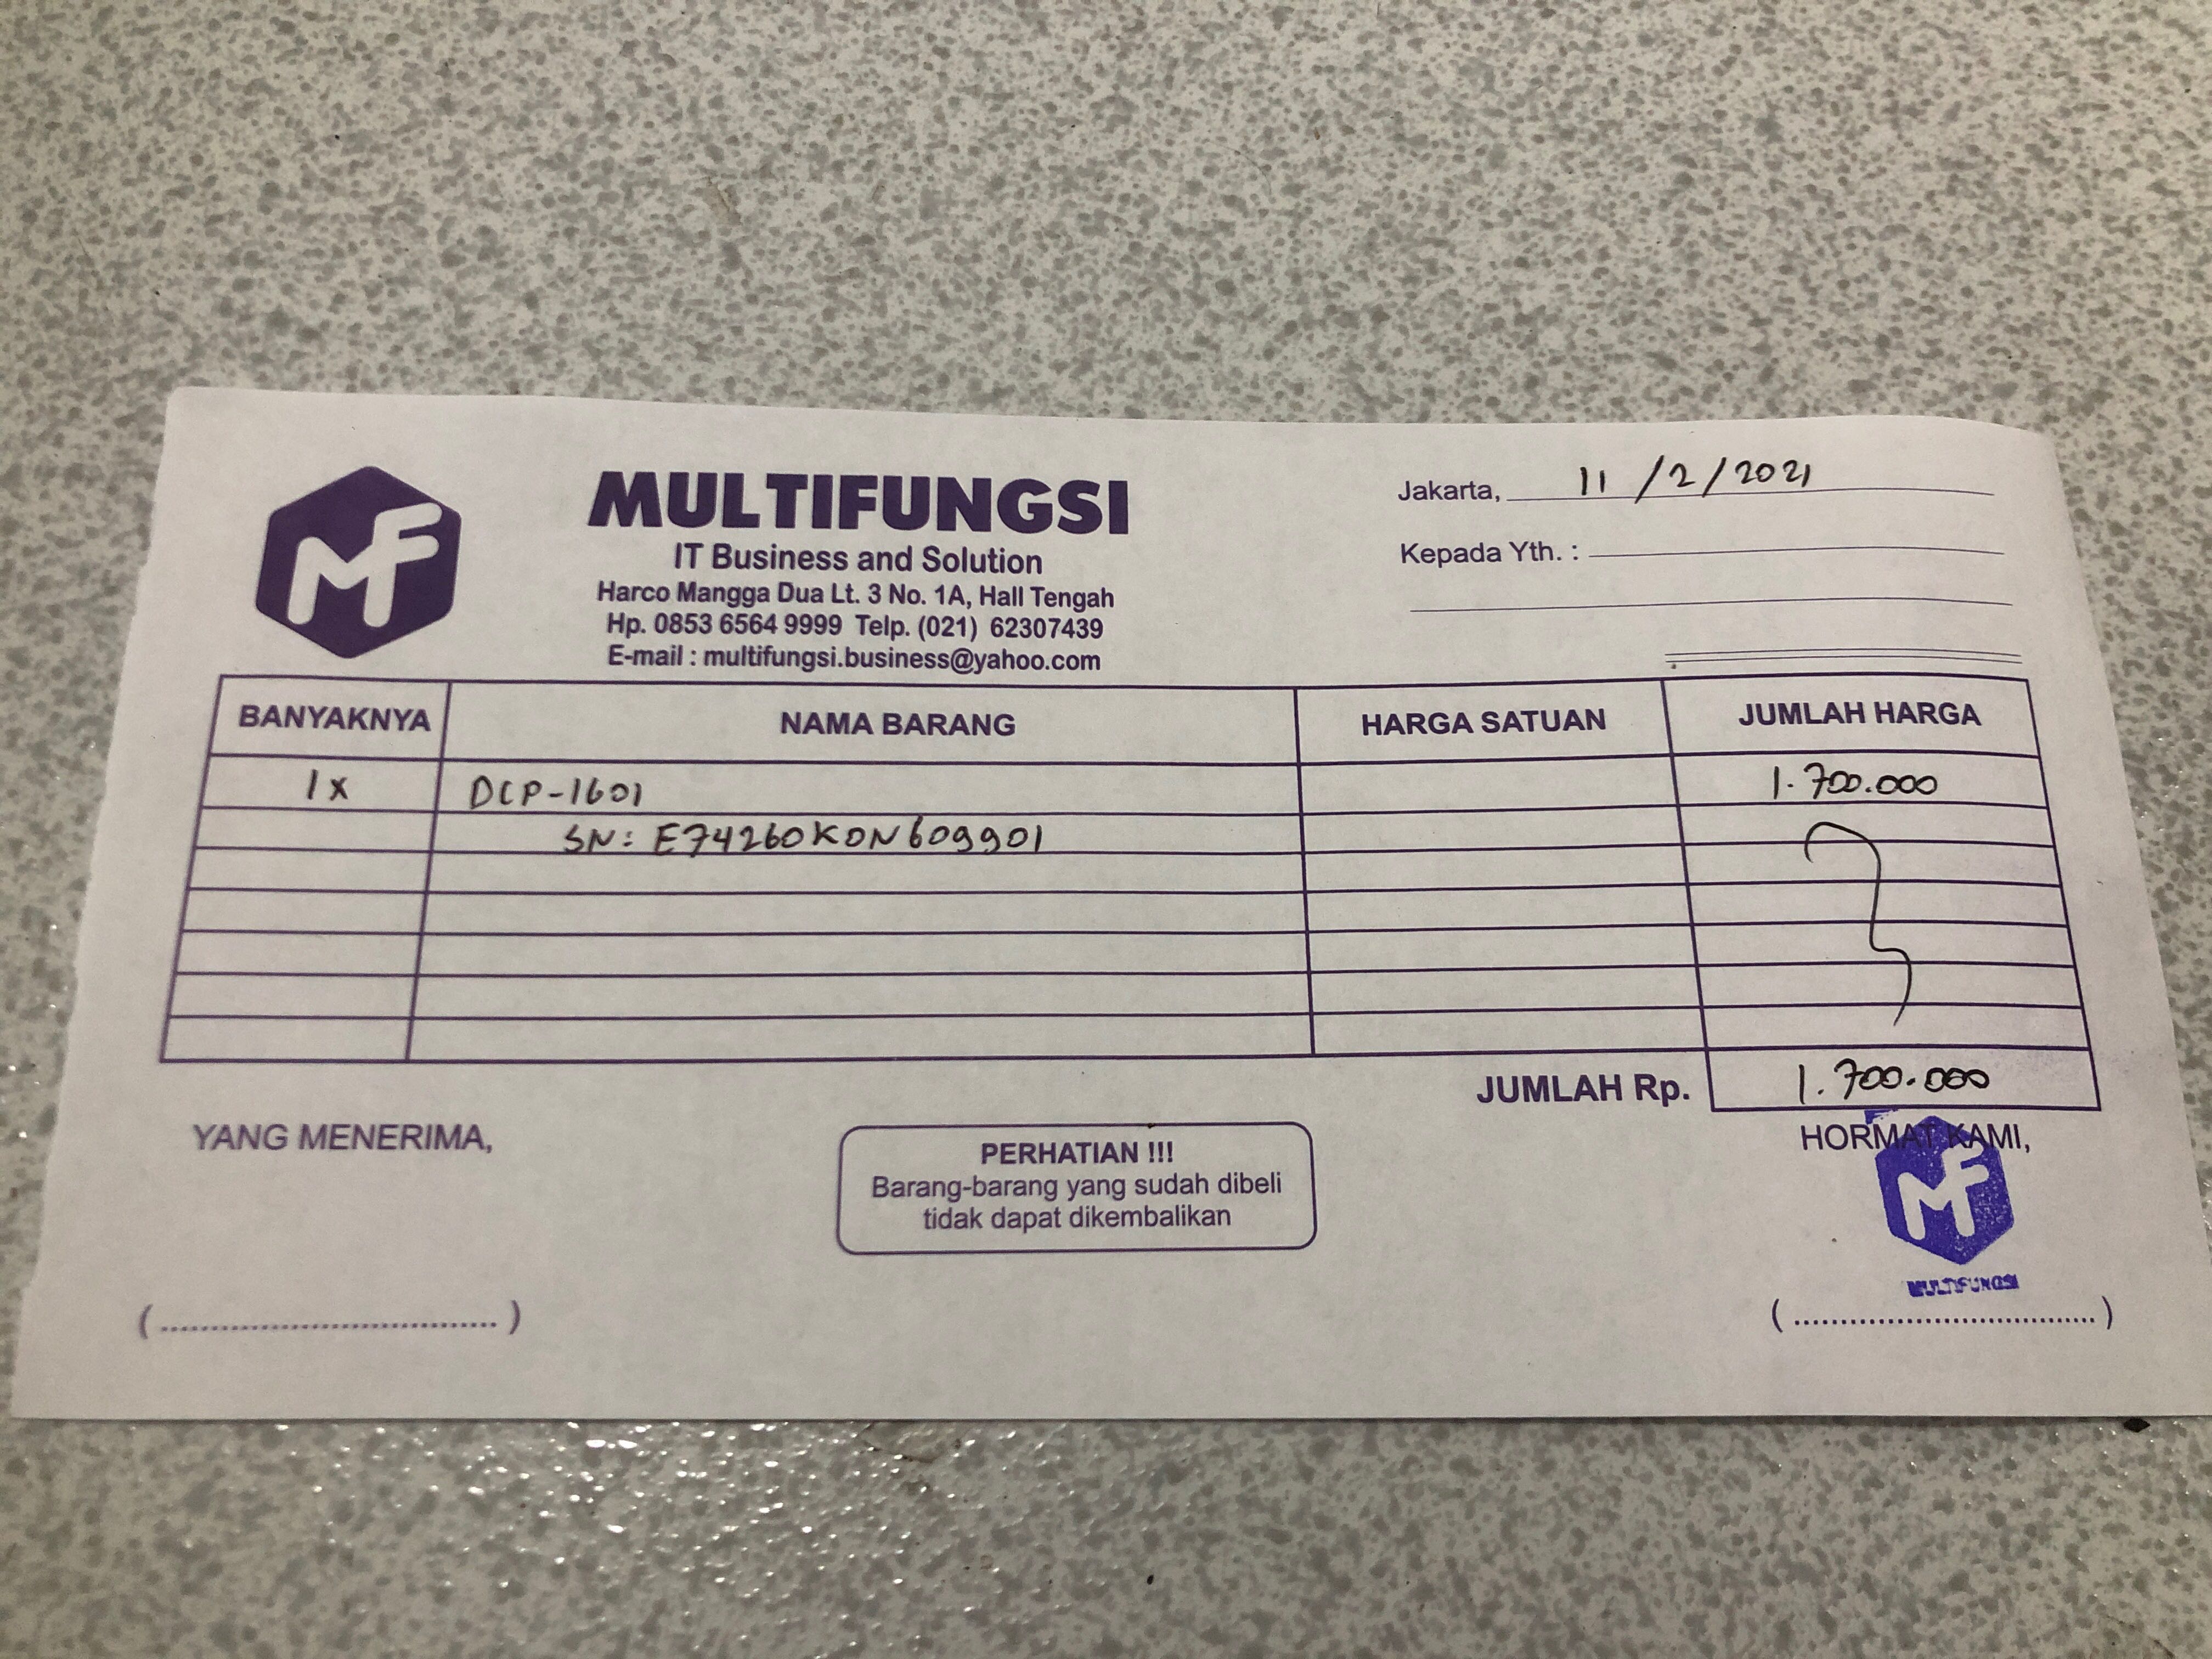 MF
MULTIFUNGSI
IT Business and Solution
Harco Mangga Dua Lt. 3 No. 1A, Hall Tengah
Hp. 0853 6564 9999 Telp. (021) 62307439
E-mail : multifungsi.business@yahoo.com
Jakarta, 11 / 2 / 2021
Kepada Yth. :
BANYAKNYA NAMA BARANG HARGA SATUAN JUMLAH HARGA
1x DCP-1601 1.700.000
SN: E74260K0N609901
JUMLAH Rp. 1.700.000
YANG MENERIMA,
PERHATIAN !!!
Barang-barang yang sudah dibeli
tidak dapat dikembalikan
HORMAT KAMI,
MF
MULTIFUNGSI
(................................) (................................)